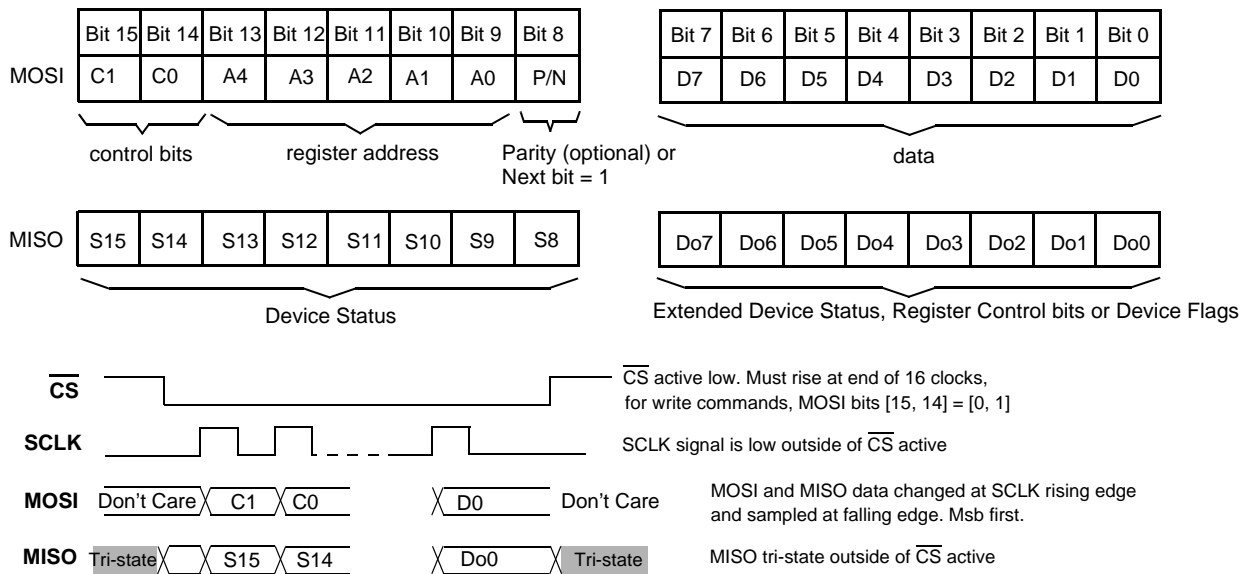 Bit 15 Bit 14 Bit 13 Bit 12 Bit 11 Bit 10 Bit 9 Bit 8 Bit 7 Bit 6 Bit 5 Bit 4 Bit 3 Bit 2 Bit 1 Bit 0
MOSI C1 C0 A4 A3 A2 A1 A0 P/N D7 D6 D5 D4 D3 D2 D1 D0
control bits register address Parity (optional) or data
Next bit = 1
MISO S15 S14 S13 S12 S11 S10 S9 S8 Do7 Do6 Do5 Do4 Do3 Do2 Do1 Do0
Device Status Extended Device Status, Register Control bits or Device Flags
CS CS active low. Must rise at end of 16 clocks,
for write commands, MOSI bits [15, 14] = [0, 1]
SCLK SCLK signal is low outside of CS active
MOSI Don't Care C1 C0 D0 Don't Care MOSI and MISO data changed at SCLK rising edge
and sampled at falling edge. Msb first.
MISO Tri-state S15 S14 Do0 Tri-state MISO tri-state outside of CS active